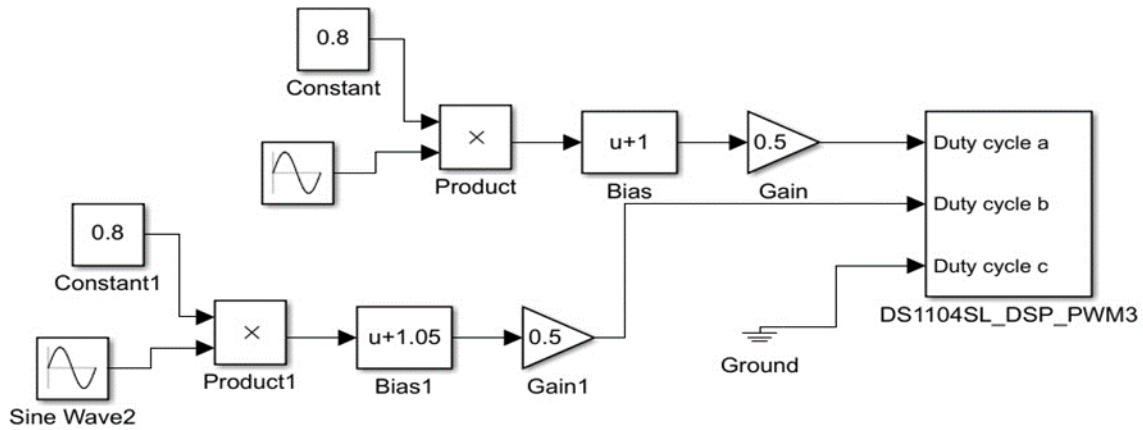 0.8
Constant
×
Product
u+1
Bias
0.5
Gain
Duty cycle a
Duty cycle b
Duty cycle c
DS1104SL_DSP_PWM3
0.8
Constant1
×
Product1
u+1.05
Bias1
0.5
Gain1
Ground
Sine Wave2